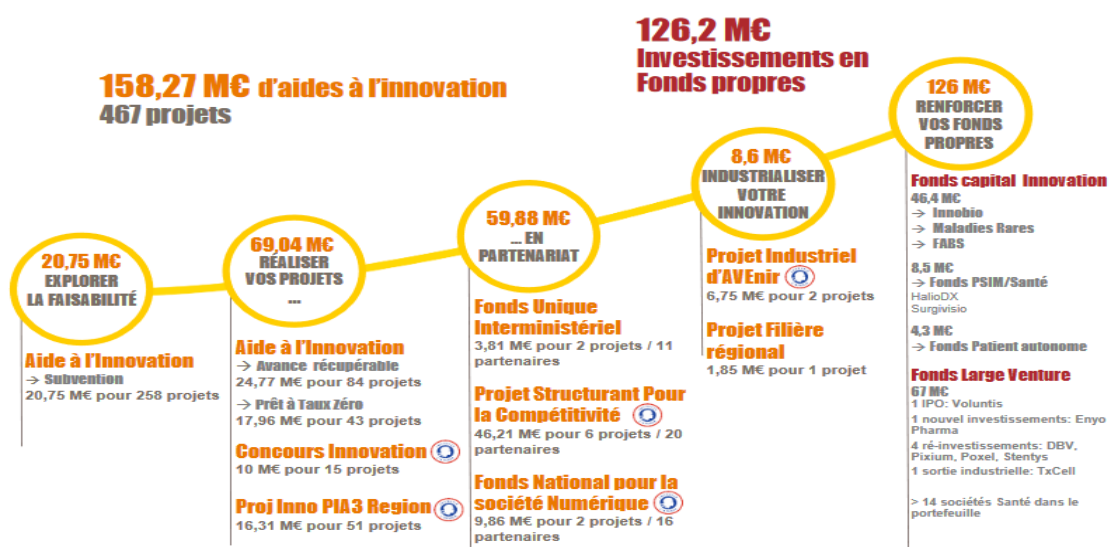 158,27 M€ d'aides à l'innovation
467 projets
126,2 M€
Investissements en
Fonds propres
20,75 M€
EXPLORER
LA FAISABILITÉ
Aide à l'Innovation
→ Subvention
20,75 M€ pour 258 projets
69,04 M€
RÉALISER
VOS PROJETS
...
Aide à l'Innovation
→ Avance récupérable
24,77 M€ pour 84 projets
→ Prêt à Taux Zéro
17,96 M€ pour 43 projets
Concours Innovation
10 M€ pour 15 projets
Proj Inno PIA3 Region
16,31 M€ pour 51 projets
59,88 M€
... EN
PARTENARIAT
Fonds Unique
Interministériel
3,81 M€ pour 2 projets / 11
partenaires
Projet Structurant Pour
la Compétitivité
46,21 M€ pour 6 projets / 20
partenaires
Fonds National pour la
société Numérique
9,86 M€ pour 2 projets / 16
partenaires
8,6 M€
INDUSTRIALISER
VOTRE
INNOVATION
Projet Industriel
d'AVEnir
6,75 M€ pour 2 projets
Projet Filière
régional
1,85 M€ pour 1 projet
126 M€
RENFORCER
VOS FONDS
PROPRES
Fonds capital Innovation
46,4 M€
→ Innobio
→ Maladies Rares
→ FABS
8,5 M€
→ Fonds PSIM/Santé
HalioDX
Surgivisio
4,3 M€
→ Fonds Patient autonome
Fonds Large Venture
67 M€
1 IPO: Voluntis
1 nouvel investissements: Enyo
Pharma
4 ré-investissements: DBV,
Pixium, Poxel, Stentys
1 sortie industrielle: TxCell
> 14 sociétés Santé dans le
portefeuille